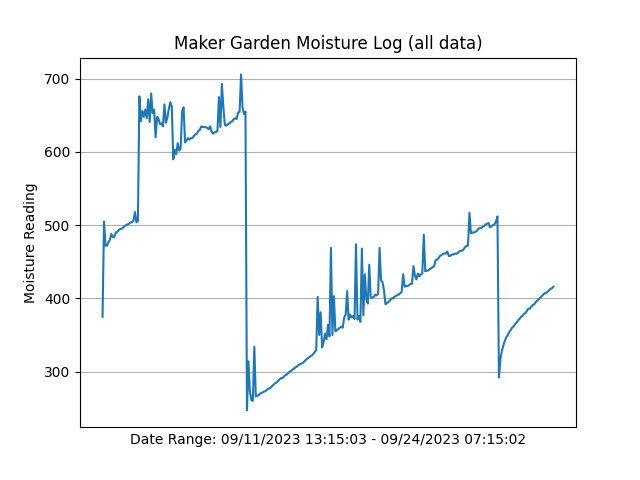 Maker Garden Moisture Log (all data)
700
600
500
400
300
Moisture Reading
Date Range: 09/11/2023 13:15:03 - 09/24/2023 07:15:02